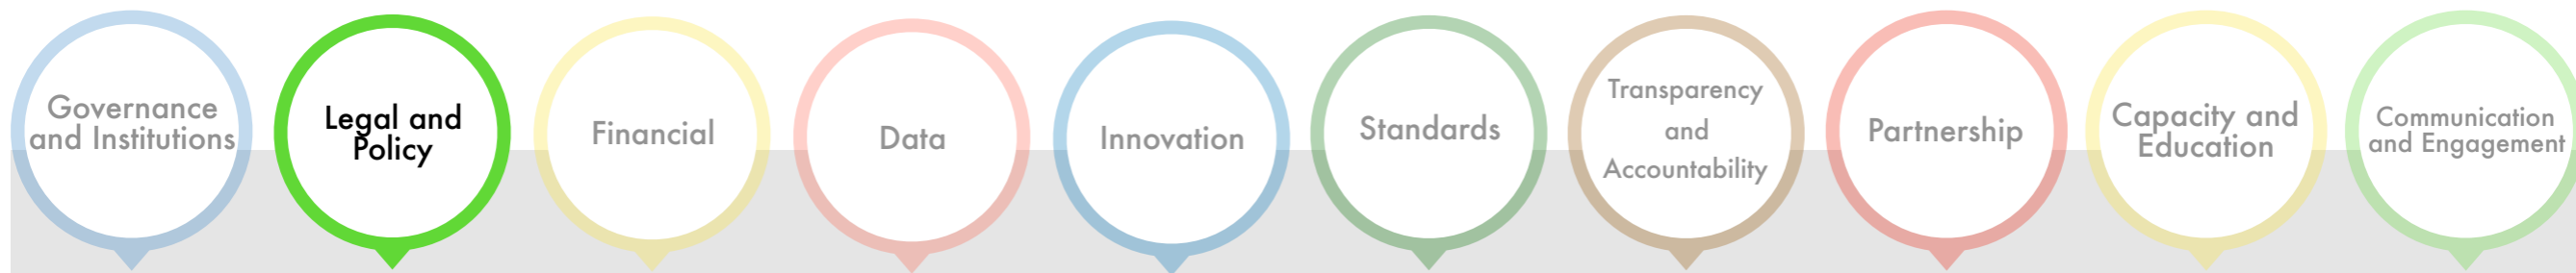 Governance
and Institutions
Legal and
Policy
Financial
Data
Innovation
Standards
Transparency
and
Accountability
Partnership
Capacity and
Education
Communication
and Engagement